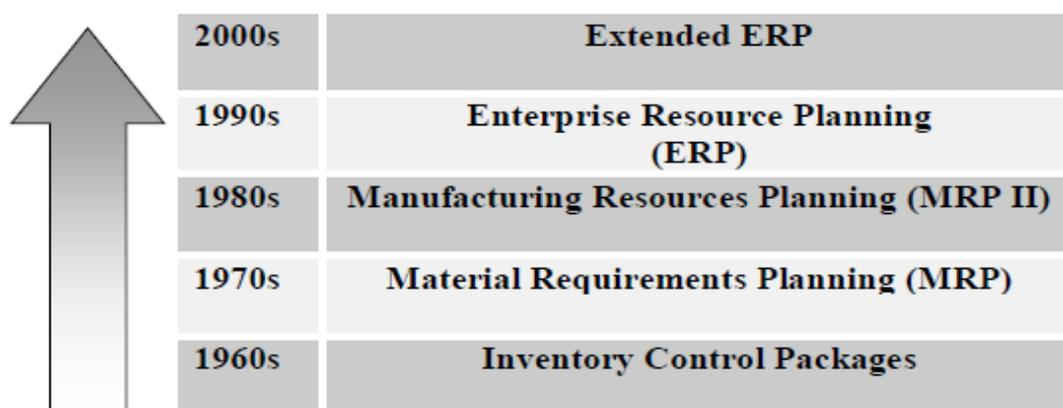 2000s Extended ERP
1990s Enterprise Resource Planning
(ERP)
1980s Manufacturing Resources Planning (MRP II)
1970s Material Requirements Planning (MRP)
1960s Inventory Control Packages